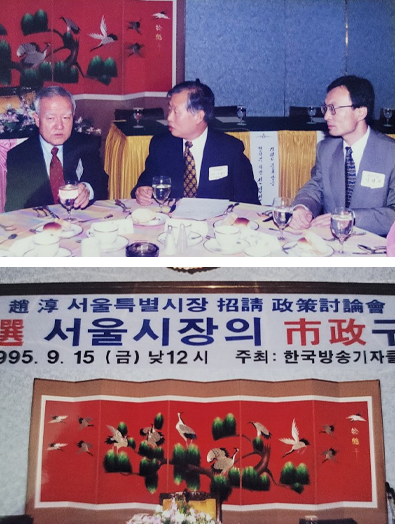 趙 淳 서울특별시장 招請 政策討論會
選 서울시장의 市政구
1995. 9. 15 (금) 낮12시 주최: 한국방송기자클